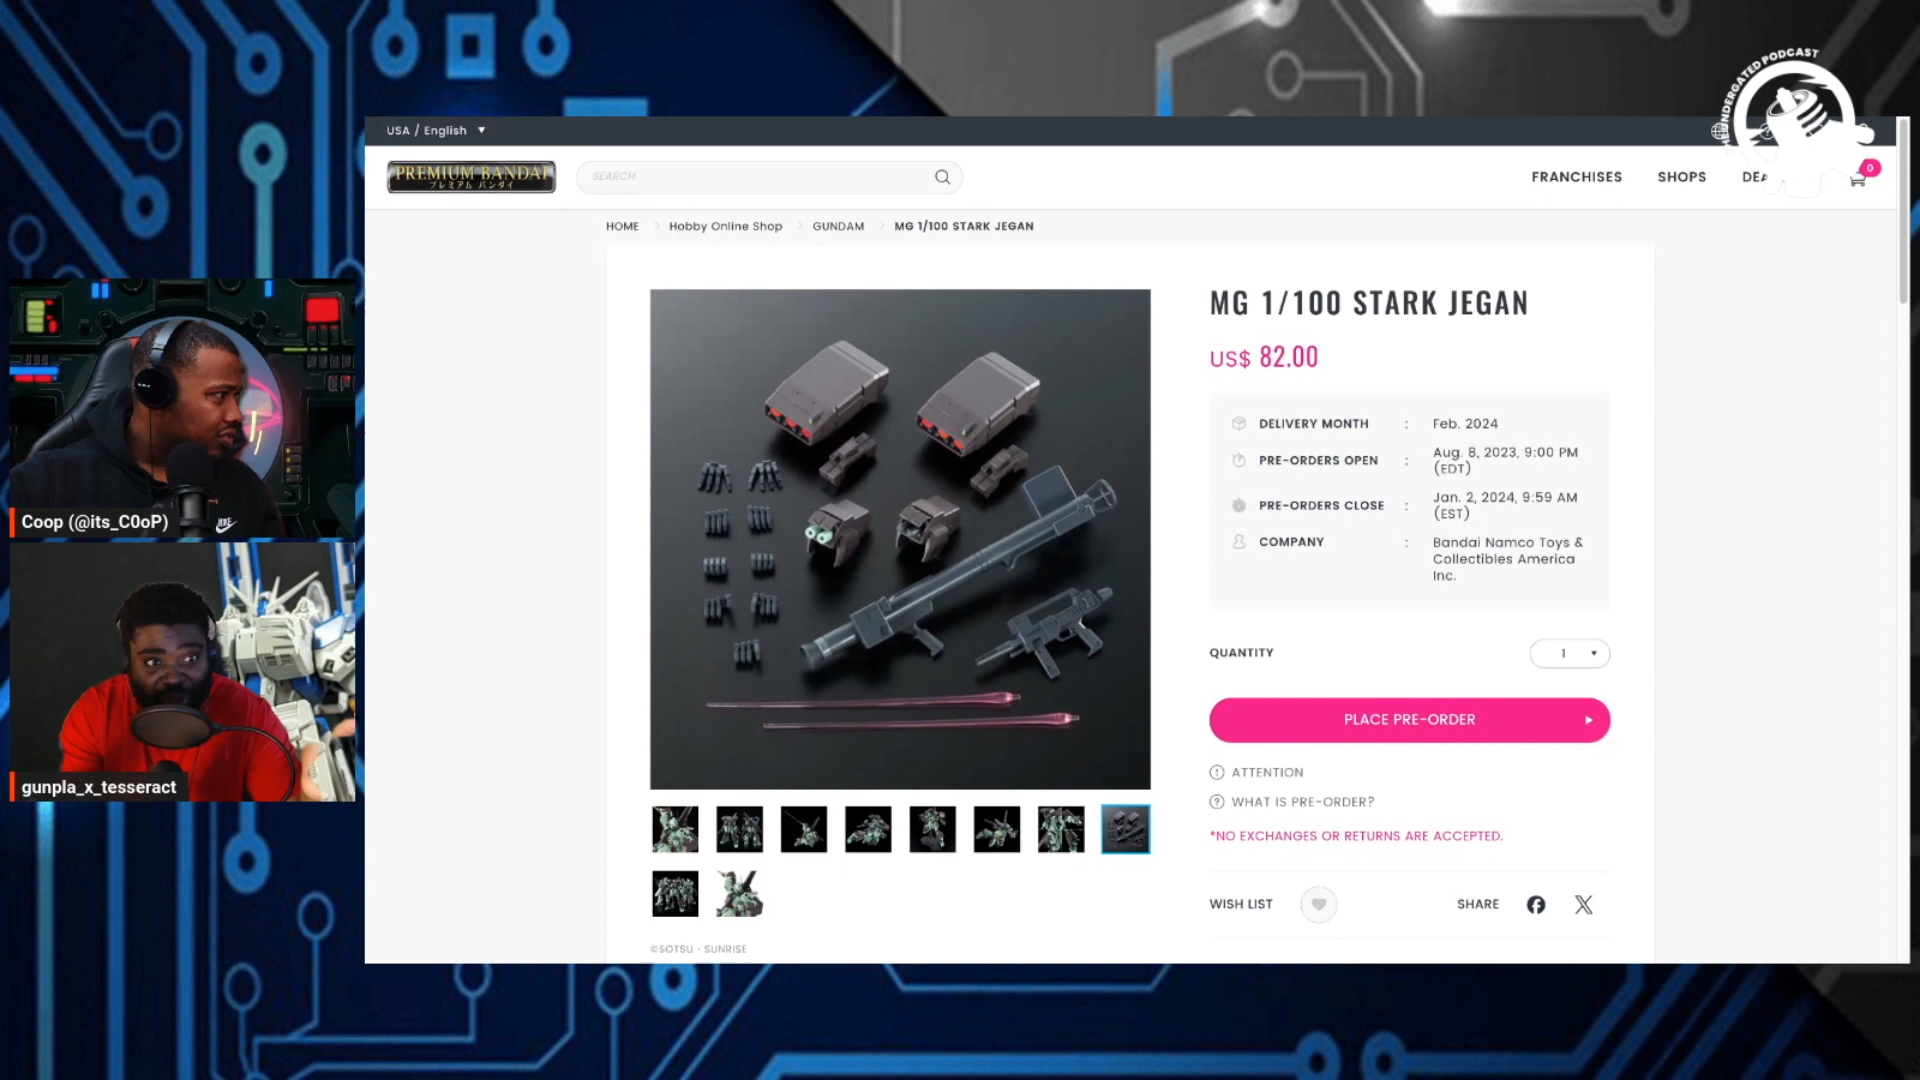 THE UNDERGATED PODCAST
USA / English
PREMIUM BANDAI
プレミアム バンダイ
SEARCH
FRANCHISES
SHOPS
0
HOME
Hobby Online Shop
GUNDAM
MG 1/100 STARK JEGAN
MG 1/100 STARK JEGAN
US$ 82.00
DELIVERY MONTH : Feb. 2024
PRE-ORDERS OPEN : Aug. 8, 2023, 9:00 PM
(EDT)
PRE-ORDERS CLOSE : Jan. 2, 2024, 9:59 AM
(EST)
COMPANY : Bandai Namco Toys &
Collectibles America
Inc.
QUANTITY
1
PLACE PRE-ORDER
ATTENTION
WHAT IS PRE-ORDER?
*NO EXCHANGES OR RETURNS ARE ACCEPTED.
WISH LIST
SHARE
©SOTSU・SUNRISE
Coop (@its_C0oP)
gunpla_x_tesseract